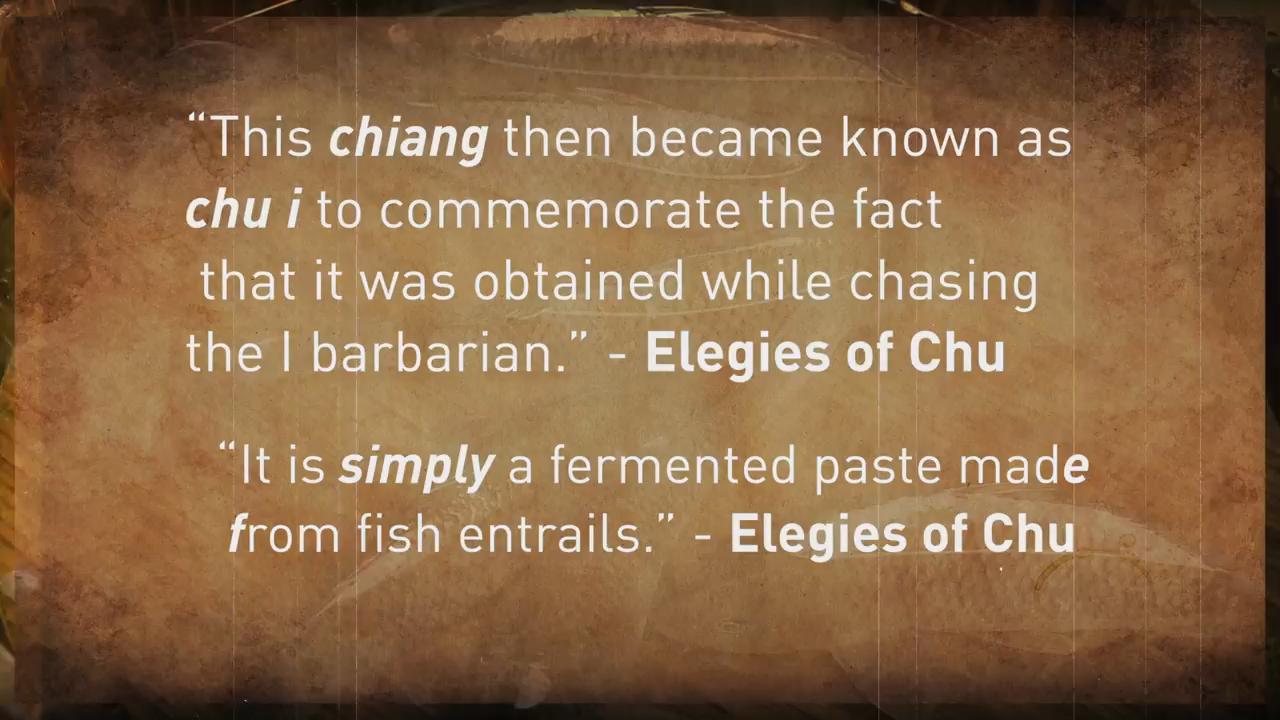 “This chiang then became known as
chu i to commemorate the fact
that it was obtained while chasing
the I barbarian.” - Elegies of Chu
“It is simply a fermented paste made
from fish entrails.” - Elegies of Chu